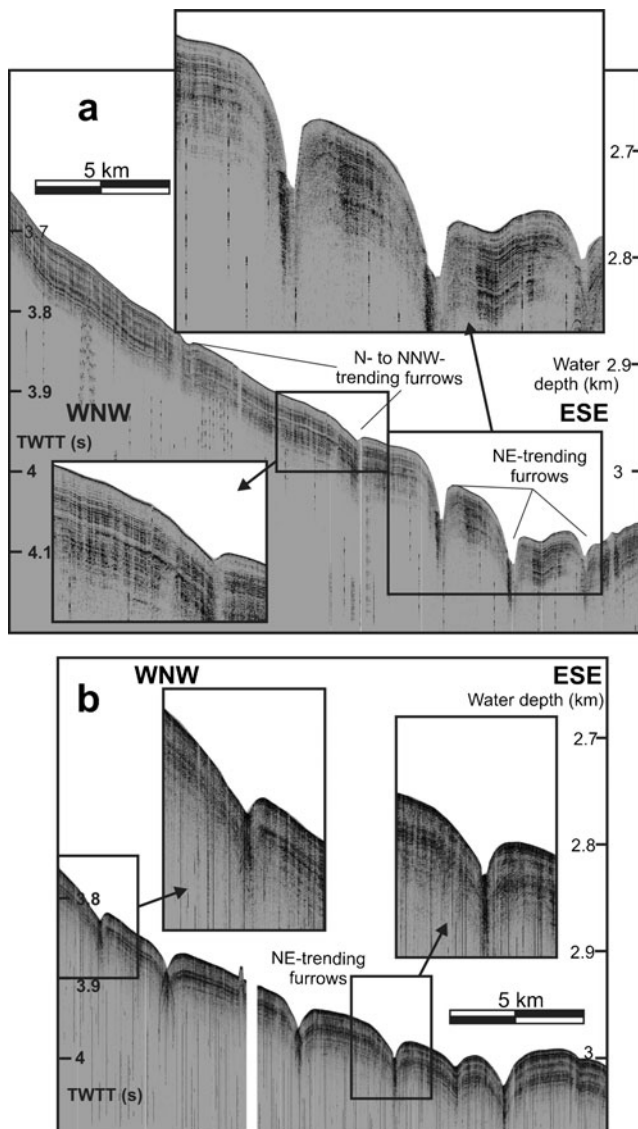 a
5 km
2.7
3.7
2.8
3.8
N- to NNW-
trending furrows
Water
depth (km)
2.9
3.9
WNW
ESE
TWTT (s)
NE-trending
furrows
4
3
4.1
WNW
ESE
b
Water depth (km)
2.7
2.8
3.8
2.9
NE-trending
furrows
3.9
5 km
4
3
TWTT (s)